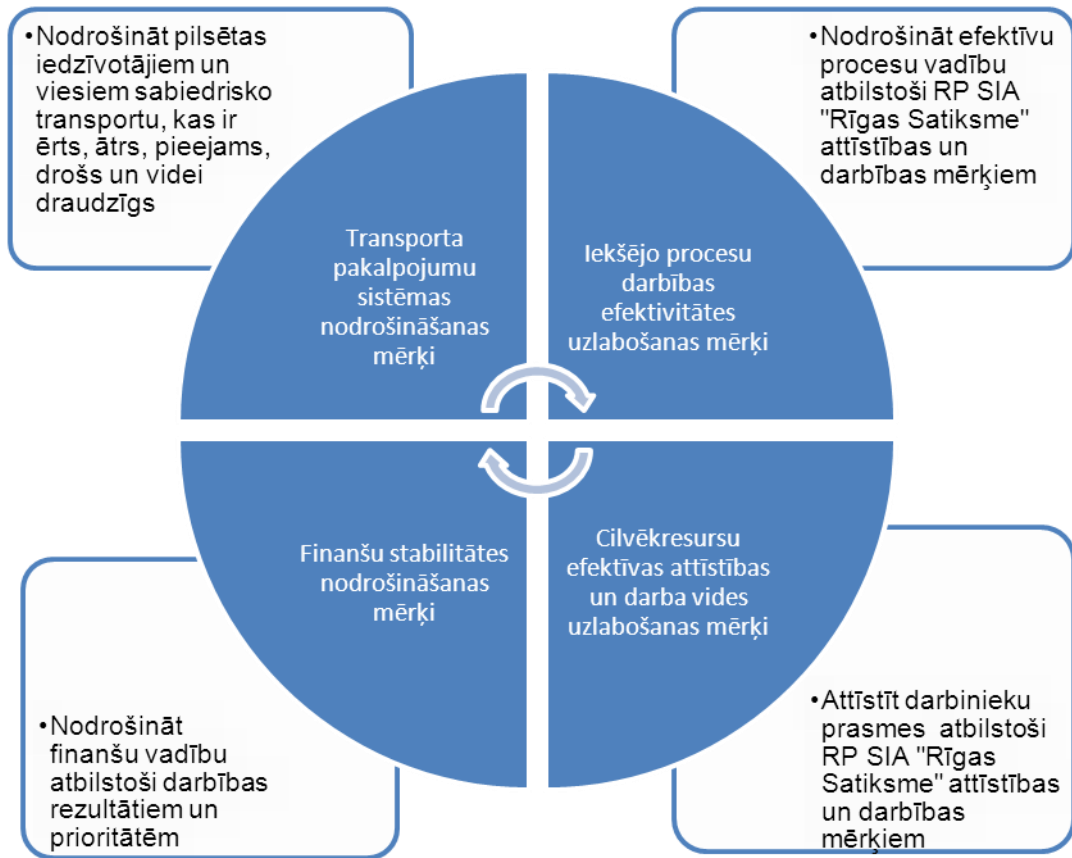 •Nodrošināt pilsētas
iedzīvotājiem un
viesiem sabiedrisko
transportu, kas ir
ērts, ātrs, pieejams,
drošs un videi
draudzīgs
•Nodrošināt efektīvu
procesu vadību
atbilstoši RP SIA
"Rīgas Satiksme"
attīstības un
darbības mērķiem
Transporta
pakalpojumu
sistēmas
nodrošināšanas
mērķi
Iekšējo procesu
darbības
efektivitātes
uzlabošanas mērķi
Finanšu stabilitātes
nodrošināšanas
mērķi
Cilvēkresursu
efektīvas attīstības
un darba vides
uzlabošanas mērķi
•Nodrošināt
finanšu vadību
atbilstoši darbības
rezultātiem un
prioritātēm
•Attīstīt darbinieku
prasmes atbilstoši
RP SIA "Rīgas
Satiksme" attīstības
un darbības
mērķiem